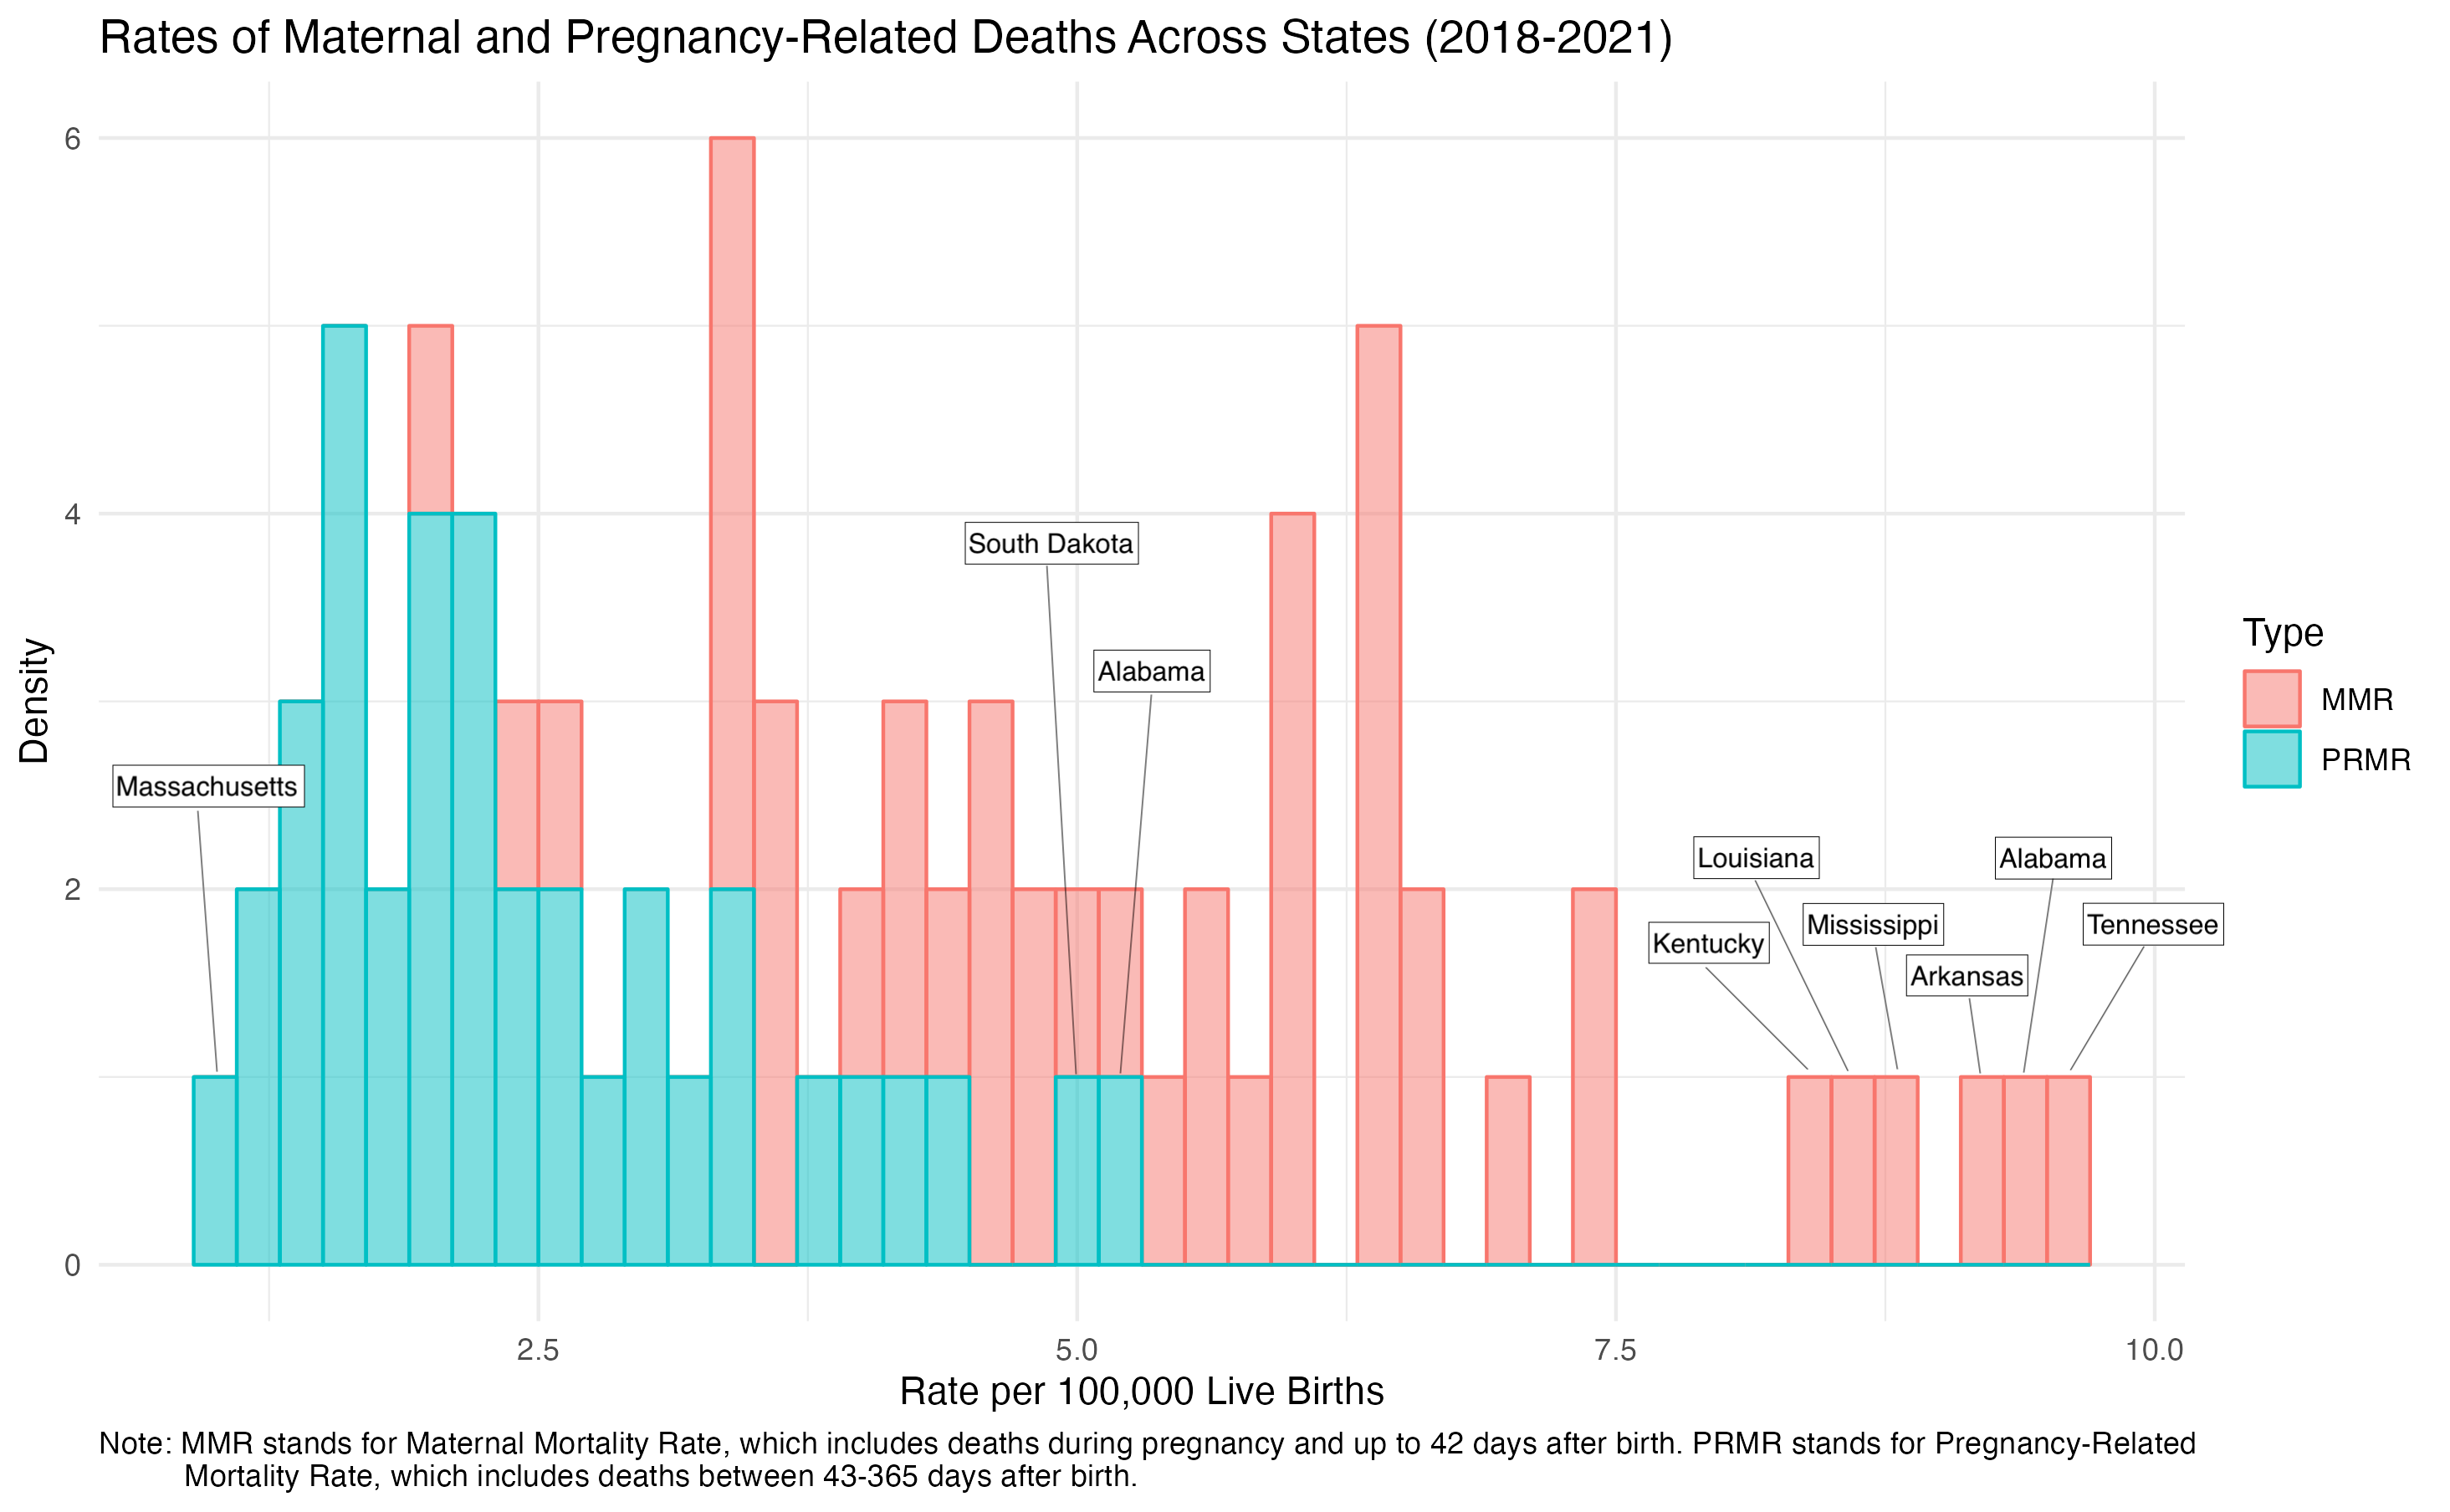 Rates of Maternal and Pregnancy-Related Deaths Across States (2018-2021)
6
4
2
0
Density
South Dakota
Alabama
Massachusetts
Louisiana
Alabama
Kentucky
Mississippi
Tennessee
Arkansas
Type
MMR
PRMR
2.5
5.0
7.5
10.0
Rate per 100,000 Live Births
Note: MMR stands for Maternal Mortality Rate, which includes deaths during pregnancy and up to 42 days after birth. PRMR stands for Pregnancy-Related
Mortality Rate, which includes deaths between 43-365 days after birth.